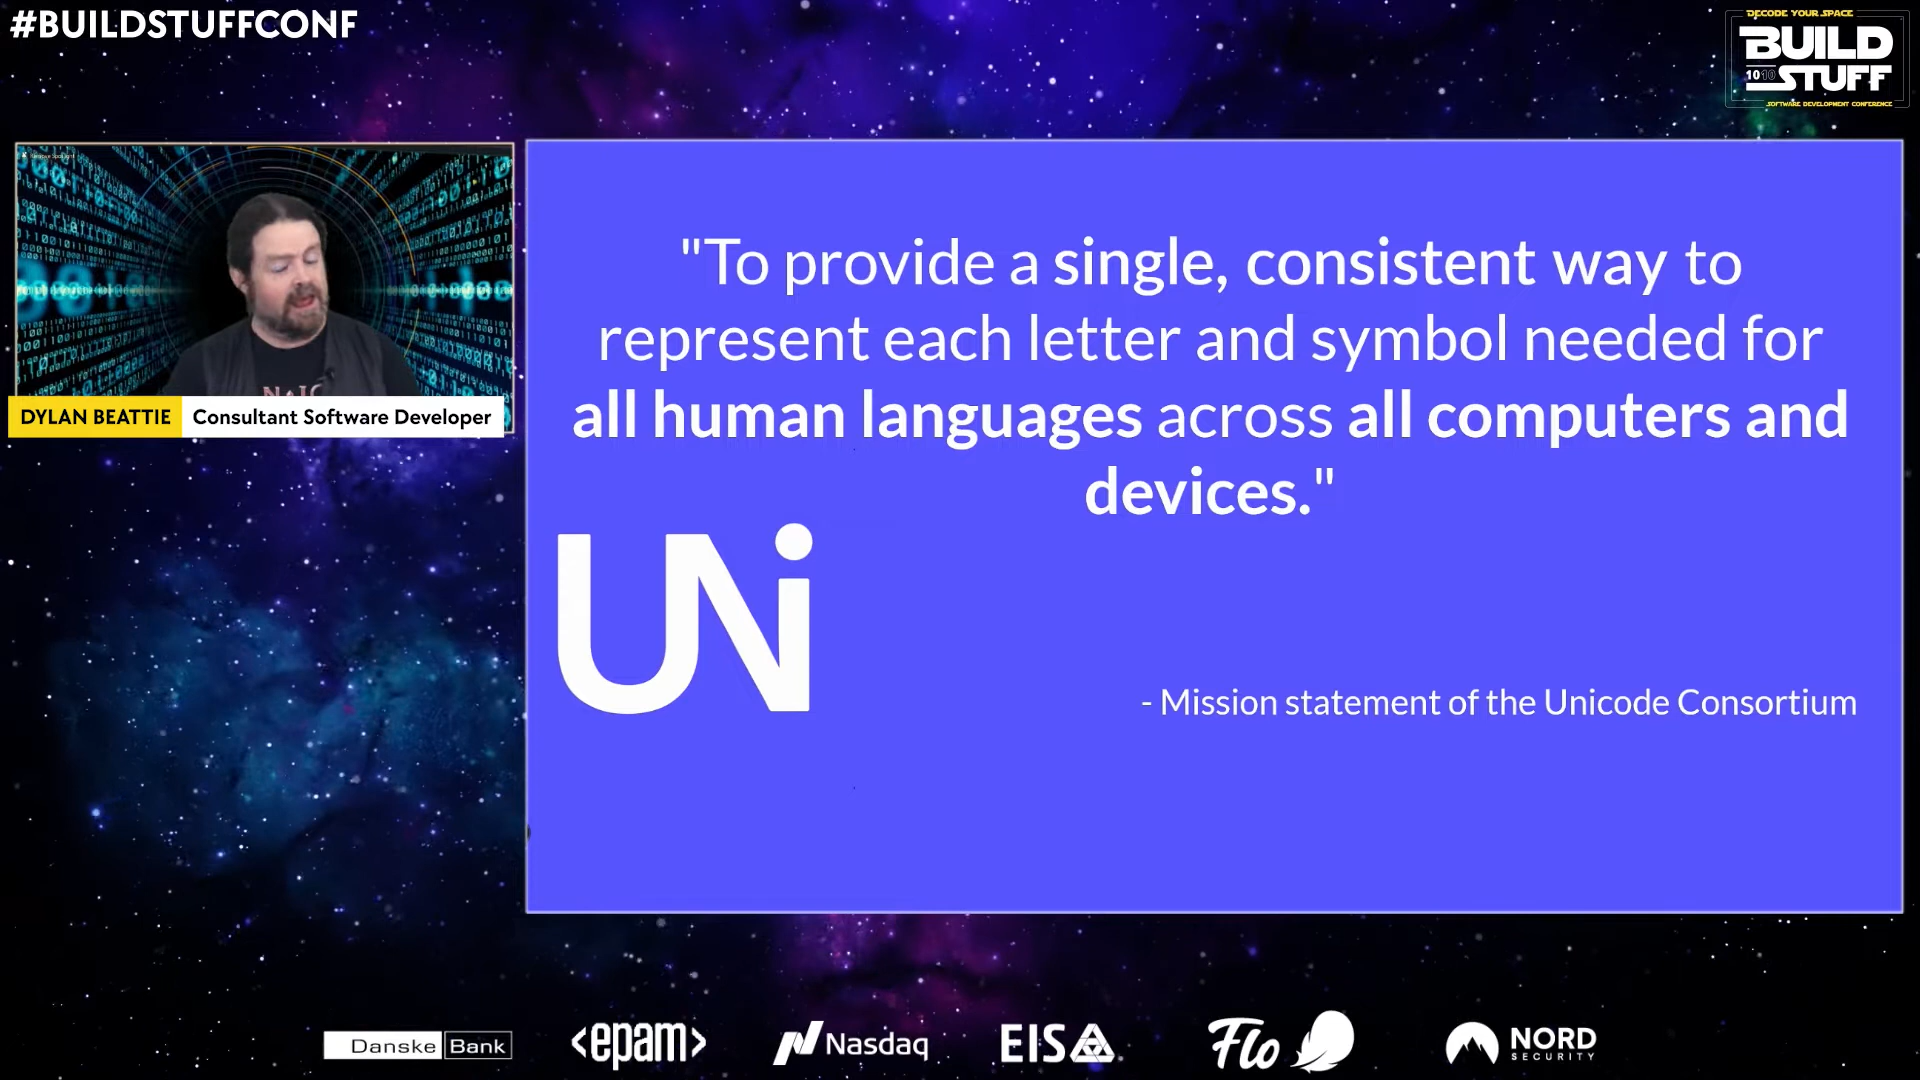 #BUILDSTUFFCONF
DECODE YOUR SPACE
BUILD
1010 STUFF
SOFTWARE DEVELOPMENT CONFERENCE
DYLAN BEATTIE Consultant Software Developer
"To provide a single, consistent way to
represent each letter and symbol needed for
all human languages across all computers and
devices."
UNi
- Mission statement of the Unicode Consortium
Danske Bank
<epam>
Nasdaq
EIS
Flo
NORD
SECURITY